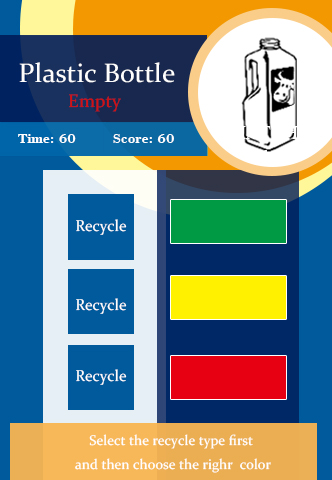 Plastic Bottle
Empty
Time: 60 Score: 60
Recycle
Recycle
Recycle
Select the recycle type first
and then choose the righr color